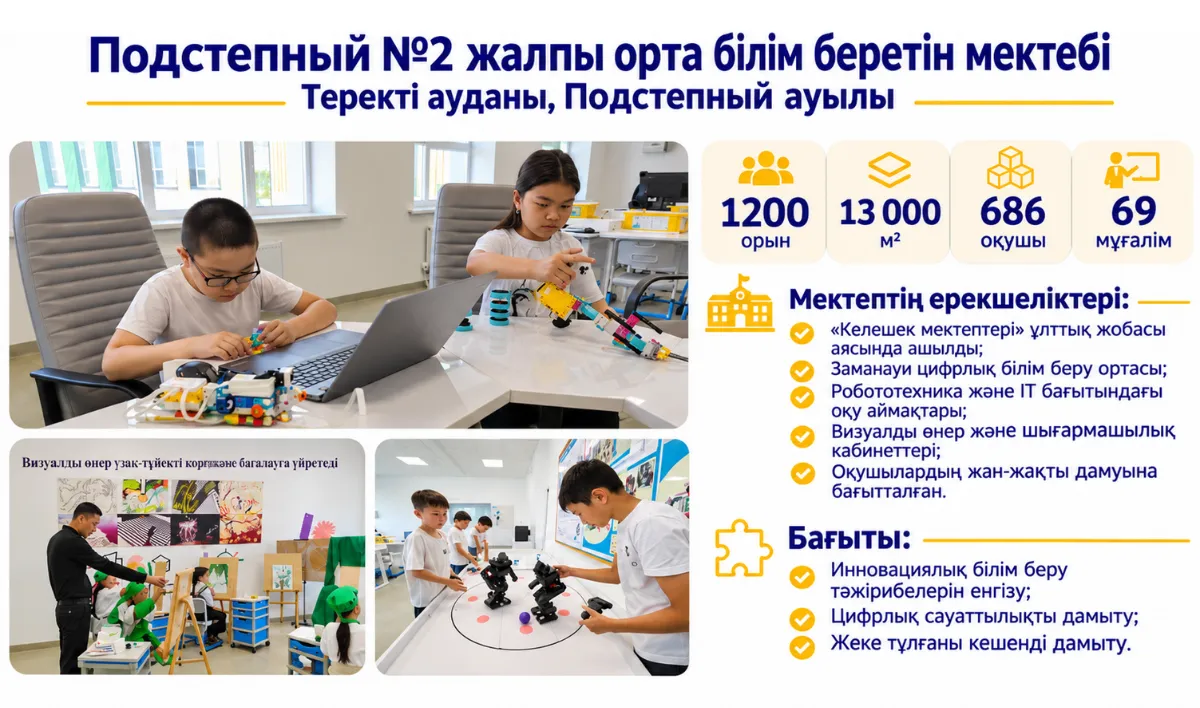 Подстепный №2 жалпы орта білім беретін мектебі
Теректі ауданы, Подстепный ауылы
1200
орын
13 000
м²
686
оқушы
69
мұғалім
Мектептің ерекшеліктері:
«Келешек мектептері» ұлттық жобасы
аясында ашылды;
Заманауи цифрлық білім беру ортасы;
Робототехника және IT бағытындағы
оқу аймақтары;
Визуалды өнер және шығармашылық
кабинеттері;
Оқушылардың жан-жақты дамуына
бағытталған.
Визуалды өнер узак-тұйекті көргжәне бағалауға үйретеді
Бағыты:
Инновациялық білім беру
тәжірибелерін енгізу;
Цифрлық сауаттылықты дамыту;
Жеке тұлғаны кешенді дамыту.